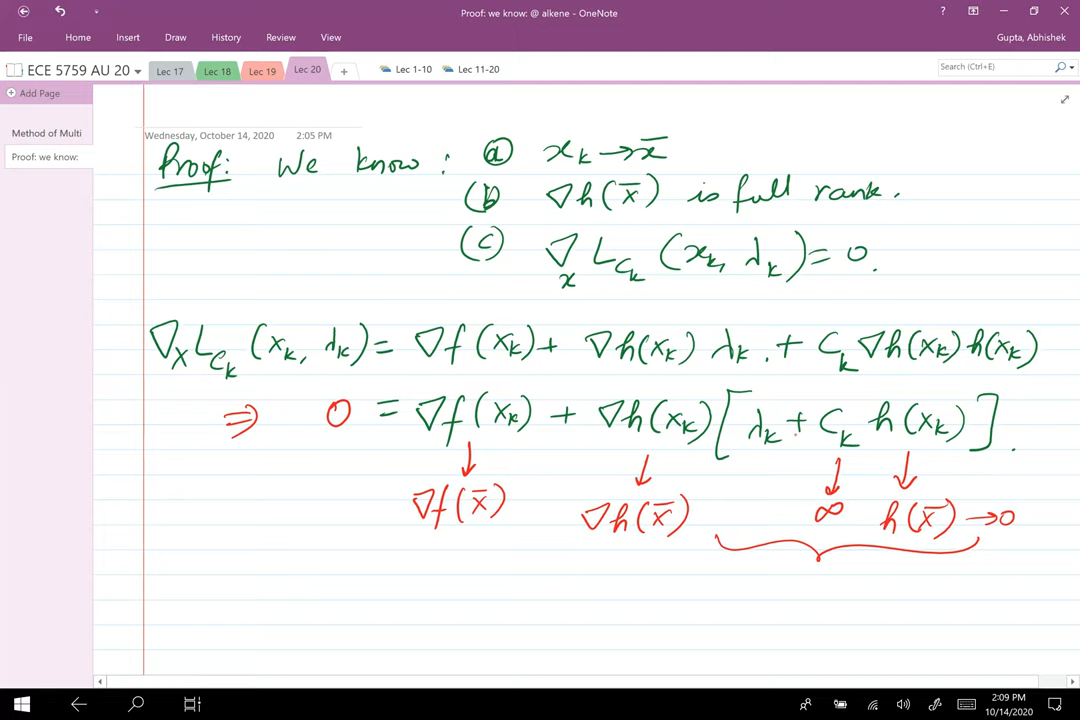 Proof: we know: @ alkene - OneNote
?
File Home Insert Draw History Review View
Gupta, Abhishek
ECE 5759 AU 20 Lec 17 Lec 18 Lec 19 Lec 20 + Lec 1-10 Lec 11-20
Search (Ctrl+E)
Add Page
Method of Multi
Proof: we know:
Wednesday, October 14, 2020 2:05 PM
Proof: We know : (a) x_k → x̄
(b) ∇h(x̄) is full rank.
(c) ∇_x L_{c_k} (x_k, λ_k) = 0.
∇_x L_{c_k} (x_k, λ_k) = ∇f(x_k) + ∇h(x_k) λ_k. + C_k ∇h(x_k) h(x_k)
⇒ 0 = ∇f(x_k) + ∇h(x_k) [λ_k + C_k h(x_k)].
↓ ↓ ↓ ↓
∇f(x̄) ∇h(x̄) ∞ h(x̄) → 0
2:09 PM
10/14/2020